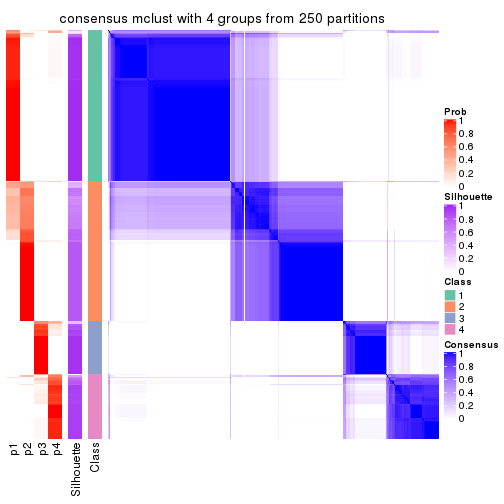 consensus mclust with 4 groups from 250 partitions
Prob
1
0.8
0.6
0.4
0.2
0
Silhouette
1
0.8
0.6
0.4
0.2
0
Class
1
2
3
4
Consensus
1
0.8
0.6
0.4
0.2
0
p1
p2
p3
p4
Silhouette
Class